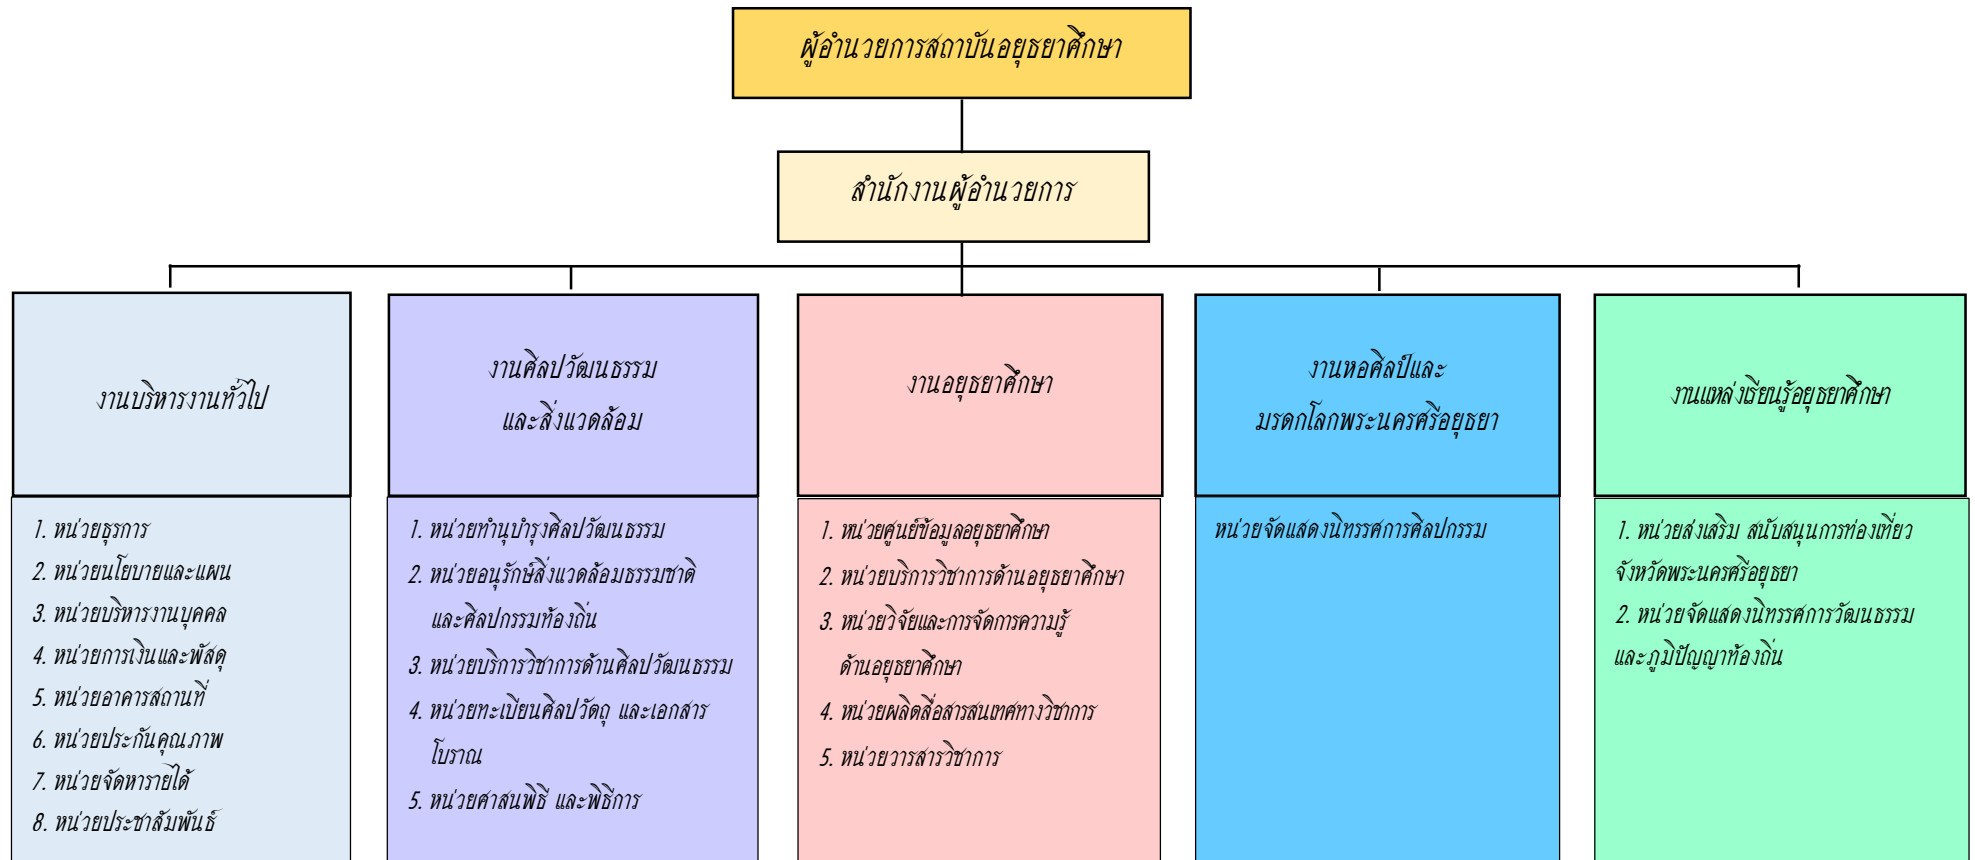 ผู้อำนวยการสถาบันอยุธยาศึกษา
สำนักงานผู้อำนวยการ
งานบริหารงานทั่วไป
1. หน่วยธุรการ
2. หน่วยนโยบายและแผน
3. หน่วยบริหารงานบุคคล
4. หน่วยการเงินและพัสดุ
5. หน่วยอาคารสถานที่
6. หน่วยประกันคุณภาพ
7. หน่วยจัดหารายได้
8. หน่วยประชาสัมพันธ์
งานศิลปวัฒนธรรม
และสิ่งแวดล้อม
1. หน่วยทำนุบำรุงศิลปวัฒนธรรม
2. หน่วยอนุรักษ์สิ่งแวดล้อมธรรมชาติ
และศิลปกรรมท้องถิ่น
3. หน่วยบริการวิชาการด้านศิลปวัฒนธรรม
4. หน่วยทะเบียนศิลปวัตถุ และเอกสาร
โบราณ
5. หน่วยศาสนพิธี และพิธีการ
งานอยุธยาศึกษา
1. หน่วยศูนย์ข้อมูลอยุธยาศึกษา
2. หน่วยบริการวิชาการด้านอยุธยาศึกษา
3. หน่วยวิจัยและการจัดการความรู้
ด้านอยุธยาศึกษา
4. หน่วยผลิตสื่อสารสนเทศทางวิชาการ
5. หน่วยวารสารวิชาการ
งานหอศิลป์และ
มรดกโลกพระนครศรีอยุธยา
หน่วยจัดแสดงนิทรรศการศิลปกรรม
งานแหล่งเรียนรู้อยุธยาศึกษา
1. หน่วยส่งเสริม สนับสนุนการท่องเที่ยว
จังหวัดพระนครศรีอยุธยา
2. หน่วยจัดแสดงนิทรรศการวัฒนธรรม
และภูมิปัญญาท้องถิ่น